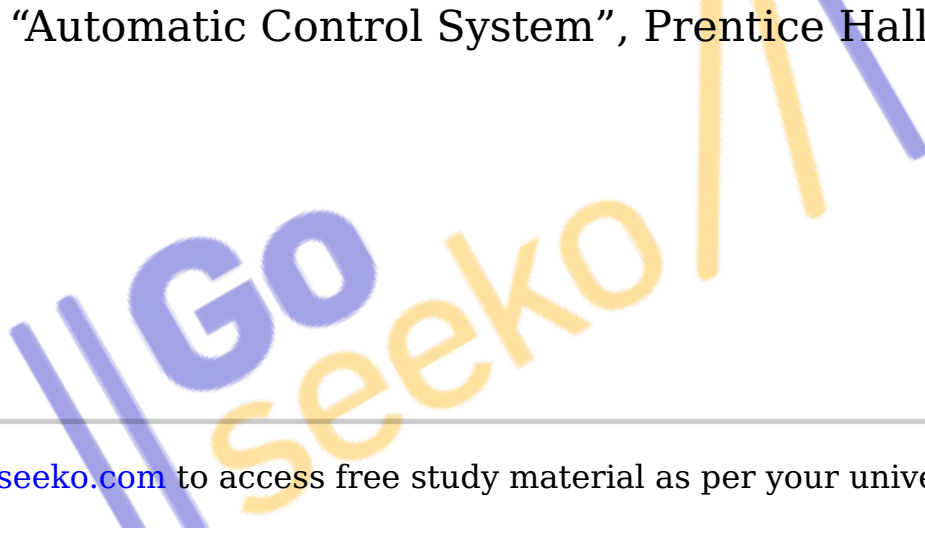 “Automatic Control System”, Prentice Hall
Go
seeko
seeko.com to access free study material as per your unive